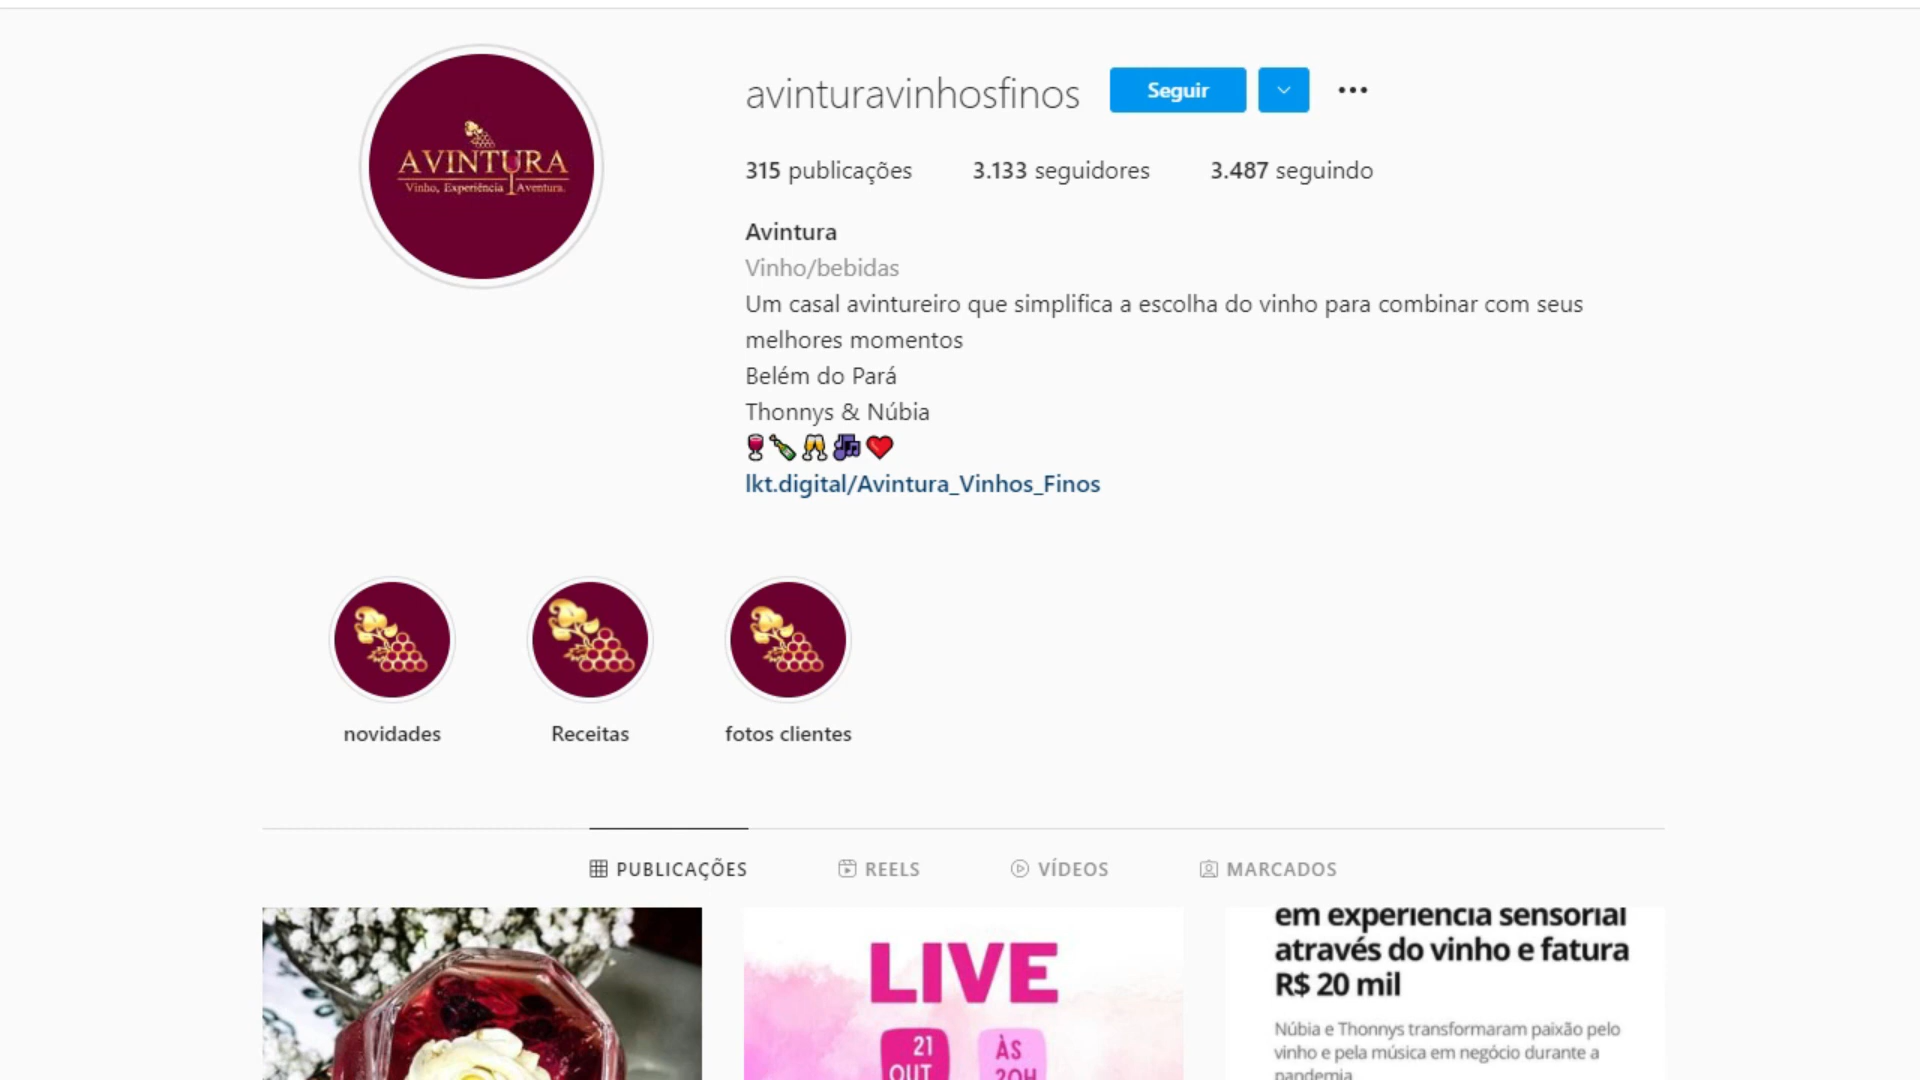 AVINTURA
Vinho, Experiência Aventura.
avinturavinhosfinos
Seguir
315 publicações 3.133 seguidores 3.487 seguindo
Avintura
Vinho/bebidas
Um casal avintureiro que simplifica a escolha do vinho para combinar com seus
melhores momentos
Belém do Pará
Thonnys & Núbia
🍷🍾🥂🎶❤️
lkt.digital/Avintura_Vinhos_Finos
novidades Receitas fotos clientes
PUBLICAÇÕES REELS VÍDEOS MARCADOS
LIVE
21 ÀS
OUT 20H
em experiência sensorial
através do vinho e fatura
R$ 20 mil
Núbia e Thonnys transformaram paixão pelo
vinho e pela música em negócio durante a
pandemia